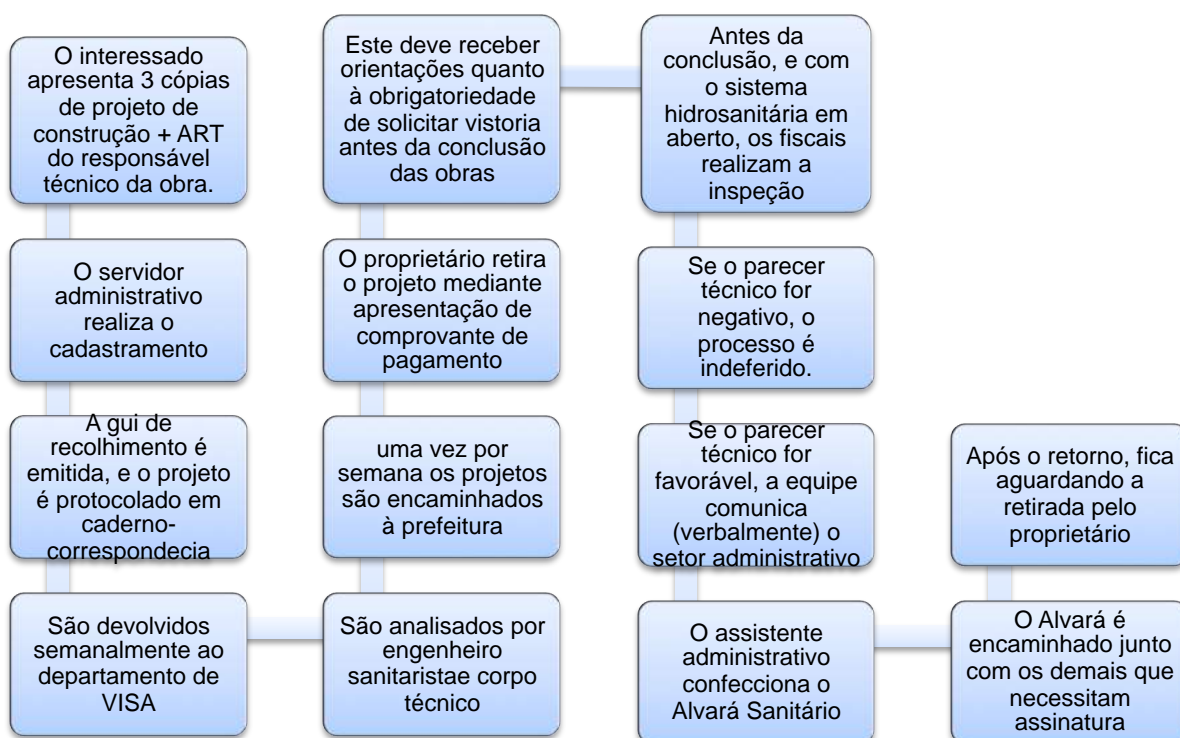 O interessado
apresenta 3 cópias
de projeto de
construção + ART
do responsável
técnico da obra.
O servidor
administrativo
realiza o
cadastramento
A gui de
recolhimento é
emitida, e o projeto
é protocolado em
caderno-
correspondecia
São devolvidos
semanalmente ao
departamento de
VISA
São analisados por
engenheiro
sanitaristae corpo
técnico
uma vez por
semana os projetos
são encaminhados
à prefeitura
O proprietário retira
o projeto mediante
apresentação de
comprovante de
pagamento
Este deve receber
orientações quanto
à obrigatoriedade
de solicitar vistoria
antes da conclusão
das obras
Antes da
conclusão, e com
o sistema
hidrosanitária em
aberto, os fiscais
realizam a
inspeção
Se o parecer
técnico for
negativo, o
processo é
indeferido.
Se o parecer
técnico for
favorável, a equipe
comunica
(verbalmente) o
setor administrativo
O assistente
administrativo
confecciona o
Alvará Sanitário
O Alvará é
encaminhado junto
com os demais que
necessitam
assinatura
Após o retorno, fica
aguardando a
retirada pelo
proprietário